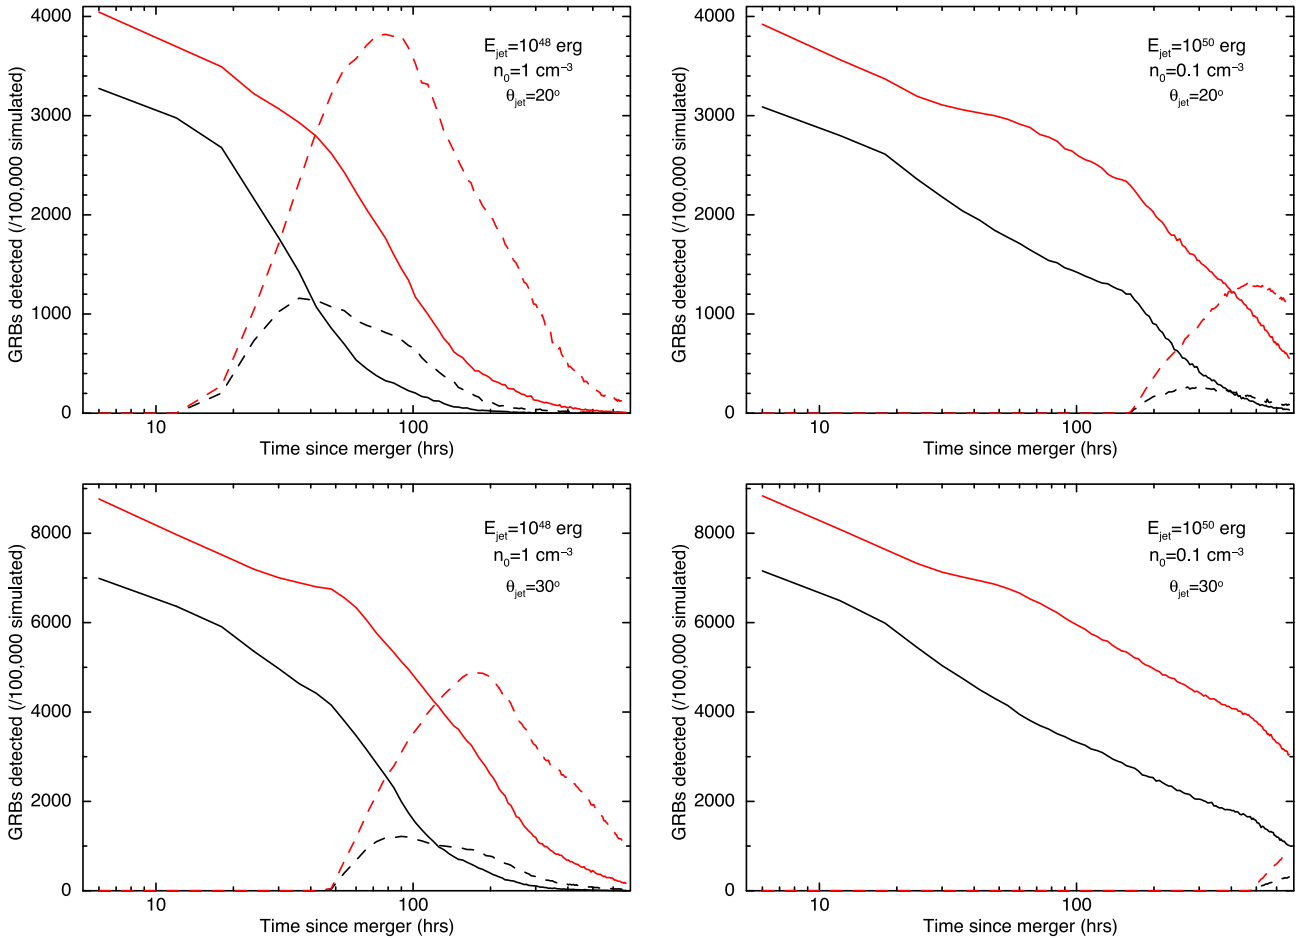 4000
3000
2000
1000
0
GRBs detected (/100,000 simulated)
E_jet=10^48 erg
n_0=1 cm^−3
θ_jet=20^o
10
100
Time since merger (hrs)
4000
3000
2000
1000
0
GRBs detected (/100,000 simulated)
E_jet=10^50 erg
n_0=0.1 cm^−3
θ_jet=20^o
10
100
Time since merger (hrs)
8000
6000
4000
2000
0
GRBs detected (/100,000 simulated)
E_jet=10^48 erg
n_0=1 cm^−3
θ_jet=30^o
10
100
Time since merger (hrs)
8000
6000
4000
2000
0
GRBs detected (/100,000 simulated)
E_jet=10^50 erg
n_0=0.1 cm^−3
θ_jet=30^o
10
100
Time since merger (hrs)